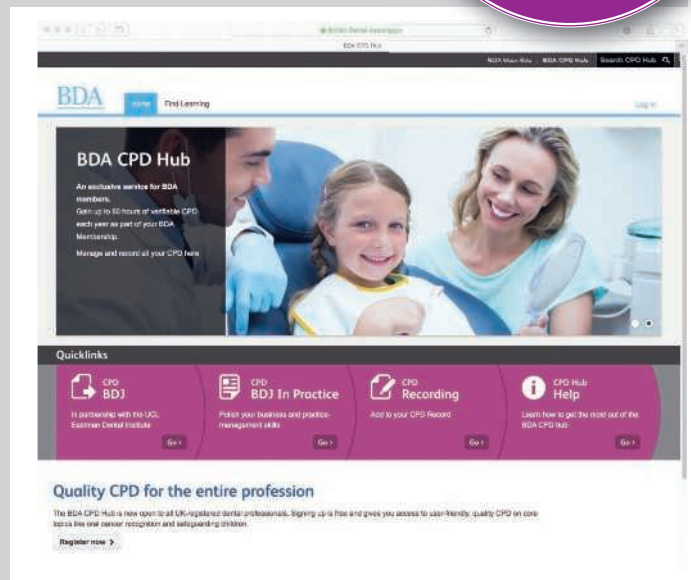 British Dental Association
BDA CPD Hub
BDA Main Site BDA CPD Hub Search CPD Hub
BDA Home Find Learning Log in
BDA CPD Hub
An exclusive service for BDA
members.
Gain up to 60 hours of verifiable CPD
each year as part of your BDA
Membership.
Manage and record all your CPD here
Quicklinks
CPD
BDJ
In partnership with the UCL
Eastman Dental Institute
Go ›
CPD
BDJ In Practice
Polish your business and practice-
management skills
Go ›
CPD
Recording
Add to your CPD Record
Go ›
CPD Hub
Help
Learn how to get the most out of the
BDA CPD hub
Go ›
Quality CPD for the entire profession
The BDA CPD Hub is now open to all UK-registered dental professionals. Signing up is free and gives you access to user-friendly, quality CPD on core
topics like oral cancer recognition and safeguarding children.
Register now ›